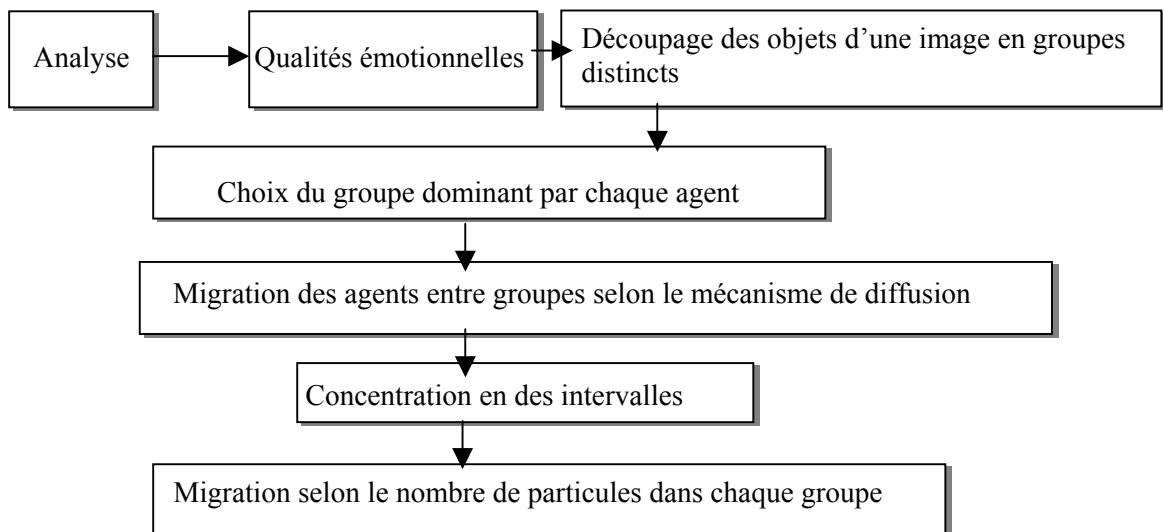 Analyse
Qualités émotionnelles
Découpage des objets d’une image en groupes
distincts
Choix du groupe dominant par chaque agent
Migration des agents entre groupes selon le mécanisme de diffusion
Concentration en des intervalles
Migration selon le nombre de particules dans chaque groupe